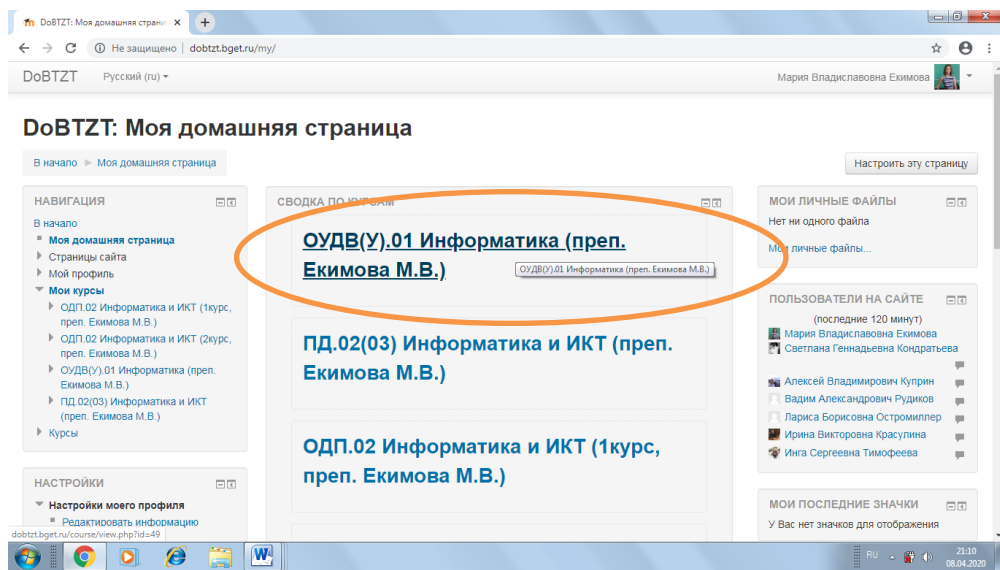 DoBTZT: Моя домашняя страни
Не защищено | dobtzt.bget.ru/my/
DoBTZT Русский (ru)
Мария Владиславовна Екимова
DoBTZT: Моя домашняя страница
В начало Моя домашняя страница
Настроить эту страницу
НАВИГАЦИЯ
В начало
Моя домашняя страница
Страницы сайта
Мой профиль
Мои курсы
ОДП.02 Информатика и ИКТ (1курс,
преп. Екимова М.В.)
ОДП.02 Информатика и ИКТ (2курс,
преп. Екимова М.В.)
ОУДВ(У).01 Информатика (преп.
Екимова М.В.)
ПД.02(03) Информатика и ИКТ
(преп. Екимова М.В.)
Курсы
НАСТРОЙКИ
Настройки моего профиля
Редактировать информацию
dobtzt.bget.ru/course/view.php?id=49
СВОДКА ПО КУРСАМ
ОУДВ(У).01 Информатика (преп.
Екимова М.В.)
ОУДВ(У).01 Информатика (преп. Екимова М.В.)
ПД.02(03) Информатика и ИКТ (преп.
Екимова М.В.)
ОДП.02 Информатика и ИКТ (1курс,
преп. Екимова М.В.)
МОИ ЛИЧНЫЕ ФАЙЛЫ
Нет ни одного файла
Мои личные файлы...
ПОЛЬЗОВАТЕЛИ НА САЙТЕ
(последние 120 минут)
Мария Владиславовна Екимова
Светлана Геннадьевна Кондратьева
Алексей Владимирович Куприн
Вадим Александрович Рудиков
Лариса Борисовна Остромиллер
Ирина Викторовна Красулина
Инга Сергеевна Тимофеева
МОИ ПОСЛЕДНИЕ ЗНАЧКИ
У Вас нет значков для отображения
RU
21:10
08.04.2020